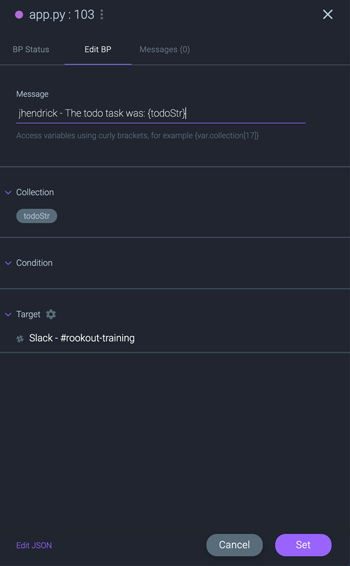 app.py : 103
BP Status Edit BP Messages (0)
Message
jhendrick - The todo task was: {todoStr}
Access variables using curly brackets, for example {var.collection[17]}
Collection
todoStr
Condition
Target
Slack - #rookout-training
Edit JSON Cancel Set